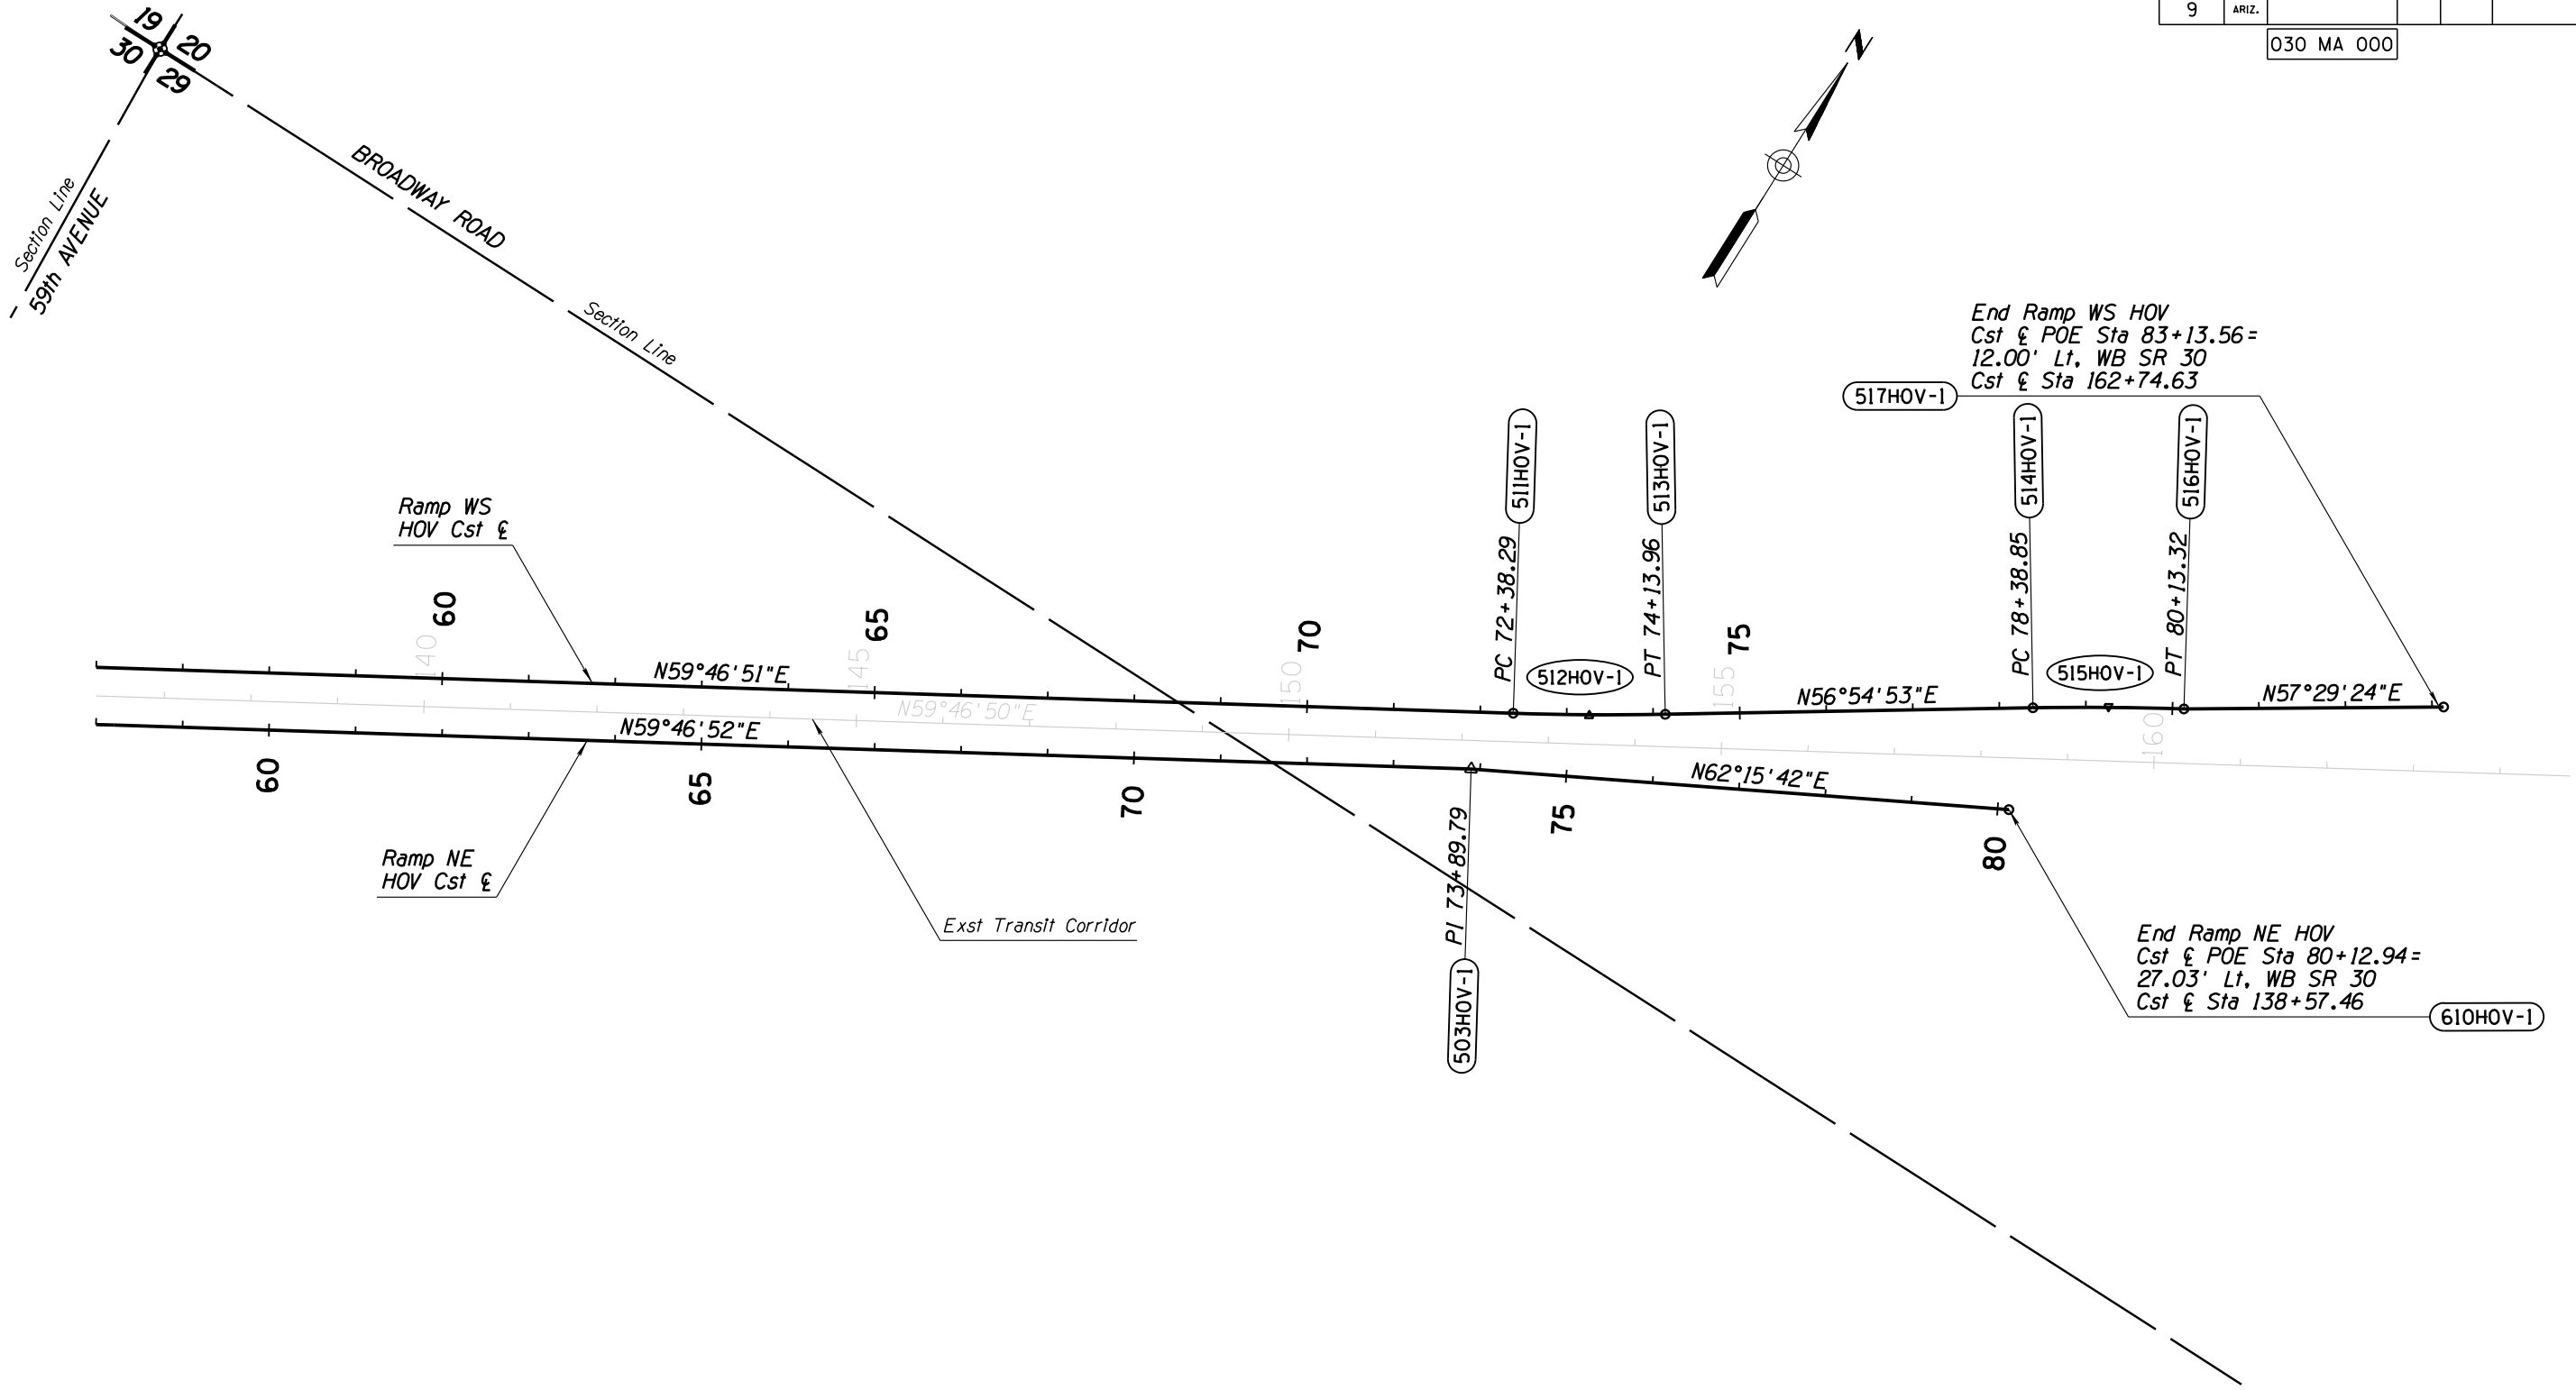 9 ARIZ.
030 MA 000
19 20
30 29
N
Section Line
59th AVENUE
BROADWAY ROAD
Section Line
End Ramp WS HOV
Cst ℄ POE Sta 83+13.56=
12.00' Lt, WB SR 30
Cst ℄ Sta 162+74.63
517HOV-1
511HOV-1
513HOV-1
514HOV-1
516HOV-1
PC 72+38.29
PT 74+13.96
PC 78+38.85
PT 80+13.32
Ramp WS
HOV Cst ℄
60
65
70
75
140
145
150
155
160
512HOV-1
515HOV-1
N59°46'51"E
N56°54'53"E
N57°29'24"E
N59°46'50"E
N59°46'52"E
N62°15'42"E
60
65
70
75
80
Ramp NE
HOV Cst ℄
Exst Transit Corridor
PI 73+89.79
503HOV-1
End Ramp NE HOV
Cst ℄ POE Sta 80+12.94=
27.03' Lt, WB SR 30
Cst ℄ Sta 138+57.46
610HOV-1